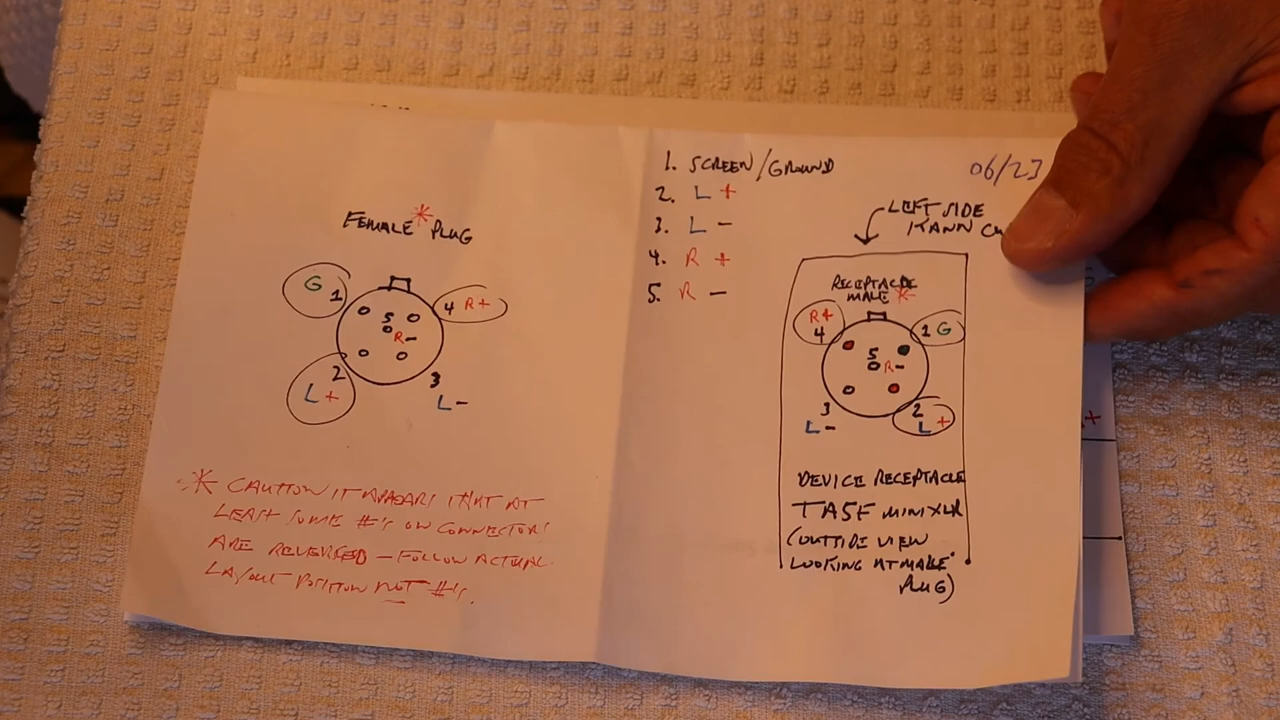 FEMALE * PLUG
G 1
4 R+
5
R-
2
L+
3
L-
* CAUTION IT APPEARS THAT AT
LEAST SOME #'S ON CONNECTORS
ARE REVERSED - FOLLOW ACTUAL
LAYOUT POSITION NOT #'S.
1. SCREEN/GROUND
2. L +
3. L -
4. R +
5. R -
06/23
LEFT SIDE
RECEPTACLE
MALE *
R+
4
1 G
5
R-
3
L-
2
L +
DEVICE RECEPTACLE
TA5F MINI XLR
(OUTSIDE VIEW
LOOKING AT MALE
PLUG)
+